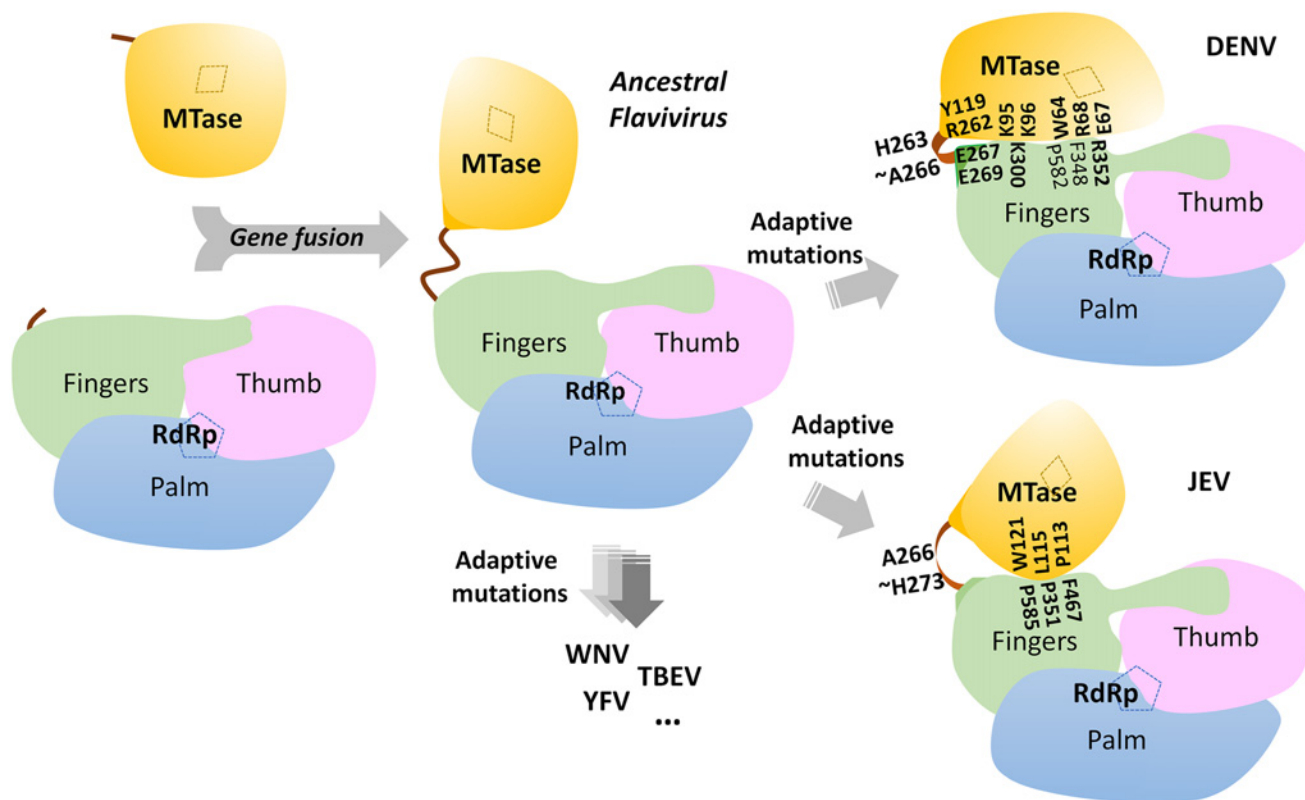 MTase
Fingers
Thumb
RdRp
Palm
Gene fusion
Ancestral
Flavivirus
MTase
Fingers
Thumb
RdRp
Palm
Adaptive
mutations
DENV
MTase
Y119
R262
K95
K96
W64
R68
E67
H263
~A266
E267
E269
003K
P582
F348
R352
Fingers
Thumb
RdRp
Palm
Adaptive
mutations
JEV
MTase
W121
L115
P113
A266
~H273
P585
P351
F467
Fingers
Thumb
RdRp
Palm
Adaptive
mutations
WNV
TBEV
YFV
...